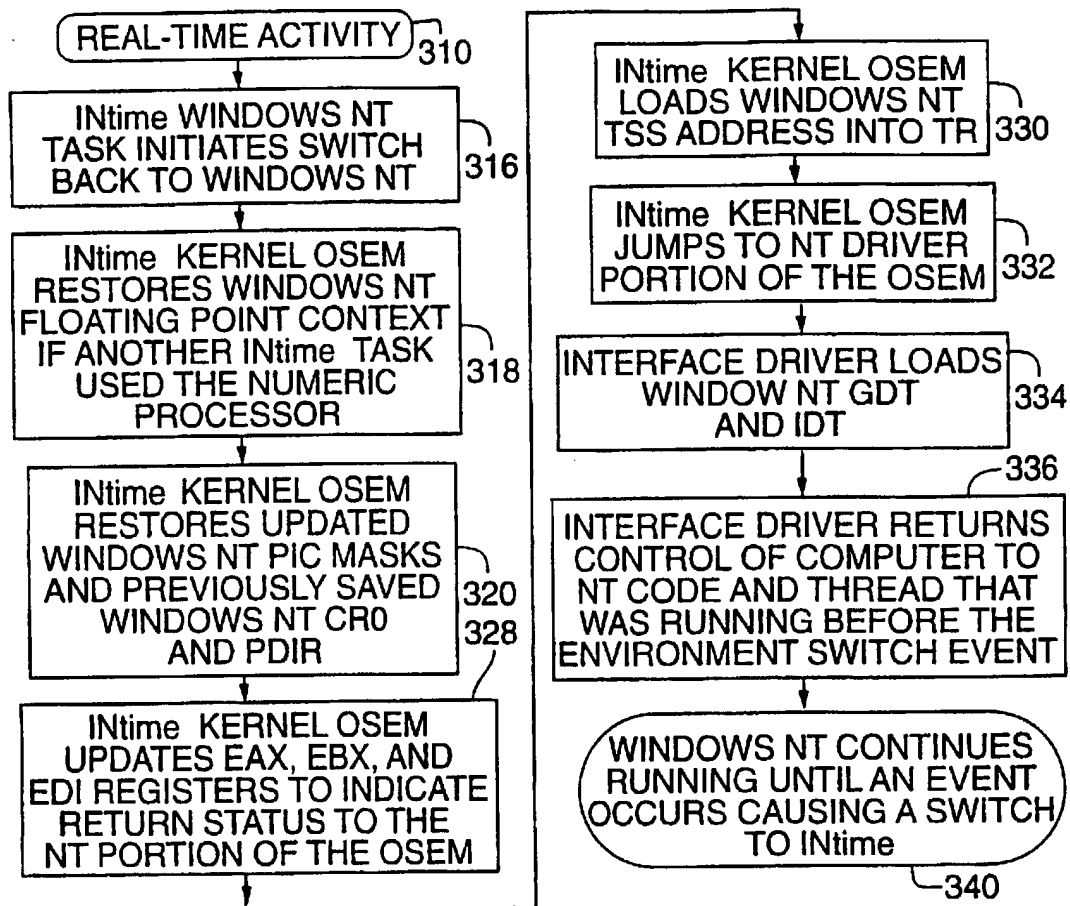 REAL-TIME ACTIVITY
310
INtime WINDOWS NT
TASK INITIATES SWITCH
BACK TO WINDOWS NT
316
INtime KERNEL OSEM
RESTORES WINDOWS NT
FLOATING POINT CONTEXT
IF ANOTHER INtime TASK
USED THE NUMERIC
PROCESSOR
318
INtime KERNEL OSEM
RESTORES UPDATED
WINDOWS NT PIC MASKS
AND PREVIOUSLY SAVED
WINDOWS NT CR0
AND PDIR
320
328
INtime KERNEL OSEM
UPDATES EAX, EBX, AND
EDI REGISTERS TO INDICATE
RETURN STATUS TO THE
NT PORTION OF THE OSEM
INtime KERNEL OSEM
LOADS WINDOWS NT
TSS ADDRESS INTO TR
330
INtime KERNEL OSEM
JUMPS TO NT DRIVER
PORTION OF THE OSEM
332
INTERFACE DRIVER LOADS
WINDOW NT GDT
AND IDT
334
336
INTERFACE DRIVER RETURNS
CONTROL OF COMPUTER TO
NT CODE AND THREAD THAT
WAS RUNNING BEFORE THE
ENVIRONMENT SWITCH EVENT
WINDOWS NT CONTINUES
RUNNING UNTIL AN EVENT
OCCURS CAUSING A SWITCH
TO INtime
340